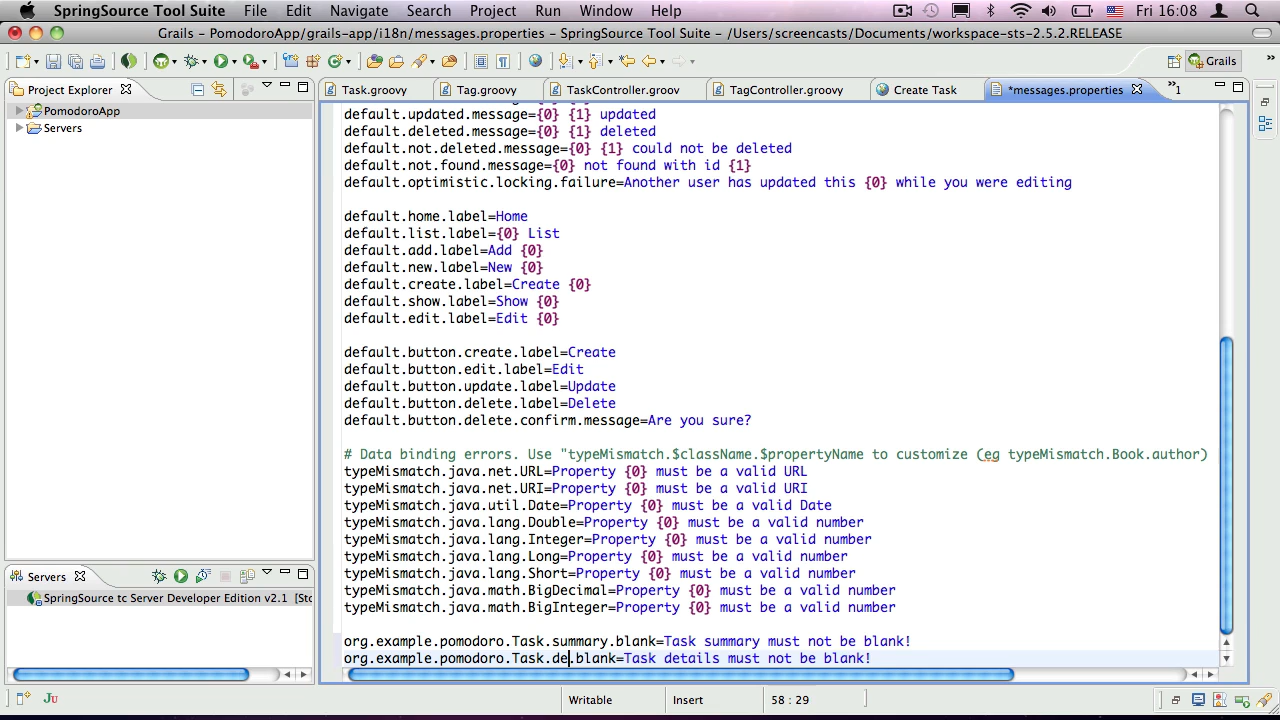 SpringSource Tool Suite File Edit Navigate Search Project Run Window Help Fri 16:08
Grails - PomodoroApp/grails-app/i18n/messages.properties - SpringSource Tool Suite - /Users/screencasts/Documents/workspace-sts-2.5.2.RELEASE
Grails
Project Explorer
Task.groovy Tag.groovy TaskController.groov TagController.groovy Create Task *messages.properties 1
PomodoroApp
Servers
default.updated.message={0} {1} updated
default.deleted.message={0} {1} deleted
default.not.deleted.message={0} {1} could not be deleted
default.not.found.message={0} not found with id {1}
default.optimistic.locking.failure=Another user has updated this {0} while you were editing
default.home.label=Home
default.list.label={0} List
default.add.label=Add {0}
default.new.label=New {0}
default.create.label=Create {0}
default.show.label=Show {0}
default.edit.label=Edit {0}
default.button.create.label=Create
default.button.edit.label=Edit
default.button.update.label=Update
default.button.delete.label=Delete
default.button.delete.confirm.message=Are you sure?
# Data binding errors. Use "typeMismatch.$className.$propertyName to customize (eg typeMismatch.Book.author)
typeMismatch.java.net.URL=Property {0} must be a valid URL
typeMismatch.java.net.URI=Property {0} must be a valid URI
typeMismatch.java.util.Date=Property {0} must be a valid Date
typeMismatch.java.lang.Double=Property {0} must be a valid number
typeMismatch.java.lang.Integer=Property {0} must be a valid number
typeMismatch.java.lang.Long=Property {0} must be a valid number
typeMismatch.java.lang.Short=Property {0} must be a valid number
typeMismatch.java.math.BigDecimal=Property {0} must be a valid number
typeMismatch.java.math.BigInteger=Property {0} must be a valid number
org.example.pomodoro.Task.summary.blank=Task summary must not be blank!
org.example.pomodoro.Task.de.blank=Task details must not be blank!
Servers
SpringSource tc Server Developer Edition v2.1 [Sto
Ju
Writable Insert 58 : 29